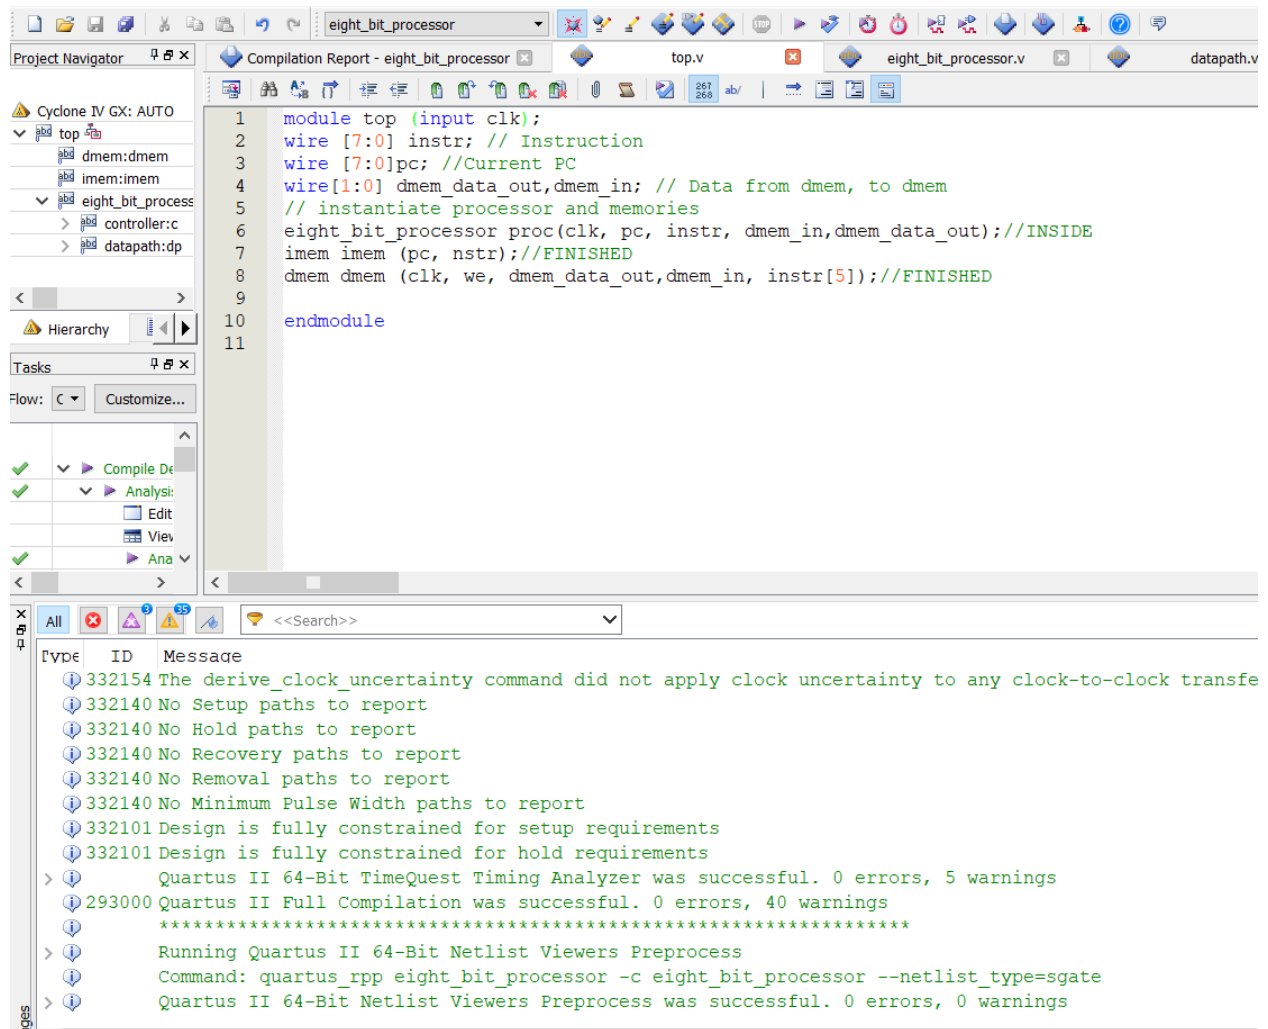 eight_bit_processor
Project Navigator
Compilation Report - eight_bit_processor
top.v
eight_bit_processor.v
datapath.v
267
268
ab/
Cyclone IV GX: AUTO
top
dmem:dmem
imem:imem
eight_bit_process
controller:c
datapath:dp
Hierarchy
1 module top (input clk);
2 wire [7:0] instr; // Instruction
3 wire [7:0]pc; //Current PC
4 wire[1:0] dmem_data_out,dmem_in; // Data from dmem, to dmem
5 // instantiate processor and memories
6 eight_bit_processor proc(clk, pc, instr, dmem_in,dmem_data_out);//INSIDE
7 imem imem (pc, nstr);//FINISHED
8 dmem dmem (clk, we, dmem_data_out,dmem_in, instr[5]);//FINISHED
9
10 endmodule
11
Tasks
Flow: C Customize...
Compile De
Analysi:
Edit
View
Ana
All 3 35 <<Search>>
Type ID Message
332154 The derive_clock_uncertainty command did not apply clock uncertainty to any clock-to-clock transfe
332140 No Setup paths to report
332140 No Hold paths to report
332140 No Recovery paths to report
332140 No Removal paths to report
332140 No Minimum Pulse Width paths to report
332101 Design is fully constrained for setup requirements
332101 Design is fully constrained for hold requirements
Quartus II 64-Bit TimeQuest Timing Analyzer was successful. 0 errors, 5 warnings
293000 Quartus II Full Compilation was successful. 0 errors, 40 warnings
*******************************************************************
Running Quartus II 64-Bit Netlist Viewers Preprocess
Command: quartus_rpp eight_bit_processor -c eight_bit_processor --netlist_type=sgate
Quartus II 64-Bit Netlist Viewers Preprocess was successful. 0 errors, 0 warnings